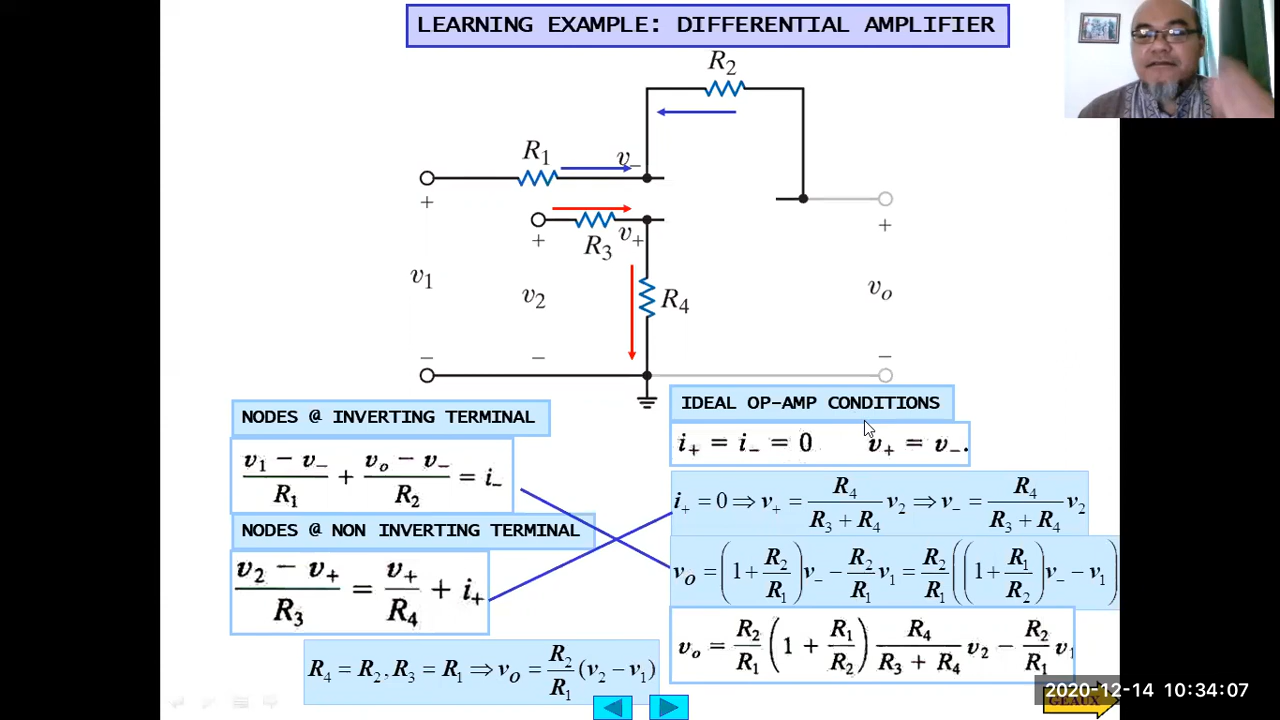 LEARNING EXAMPLE: DIFFERENTIAL AMPLIFIER
R₂
R₁
v₋
R₃
v₊
+
+
+
v₁
v₂
R₄
vₒ
−
−
−
NODES @ INVERTING TERMINAL
(v₁ − v₋)/R₁ + (vₒ − v₋)/R₂ = i₋
NODES @ NON INVERTING TERMINAL
(v₂ − v₊)/R₃ = v₊/R₄ + i₊
R₄ = R₂, R₃ = R₁ ⇒ vₒ = R₂/R₁ (v₂ − v₁)
IDEAL OP-AMP CONDITIONS
i₊ = i₋ = 0 v₊ = v₋.
i₊ = 0 ⇒ v₊ = R₄/(R₃ + R₄) v₂ ⇒ v₋ = R₄/(R₃ + R₄) v₂
vₒ = (1 + R₂/R₁) v₋ − R₂/R₁ v₁ = R₂/R₁ ((1 + R₁/R₂) v₋ − v₁)
vₒ = R₂/R₁ (1 + R₁/R₂) R₄/(R₃ + R₄) v₂ − R₂/R₁ v₁
2020-12-14 10:34:07
GEAUX